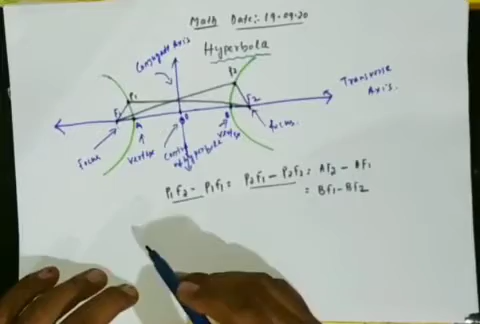 Math Date:- 19.09.20
Hyperbola
Conjugate Axis
P1
P2
Transverse
Axis.
F1
F2
A
B
Focus
Vertex
Center
of Hyperbola
Vertex
focus.
P1F2 - P1F1 = P2F1 - P2F2 = AF2 - AF1
= BF1 - BF2